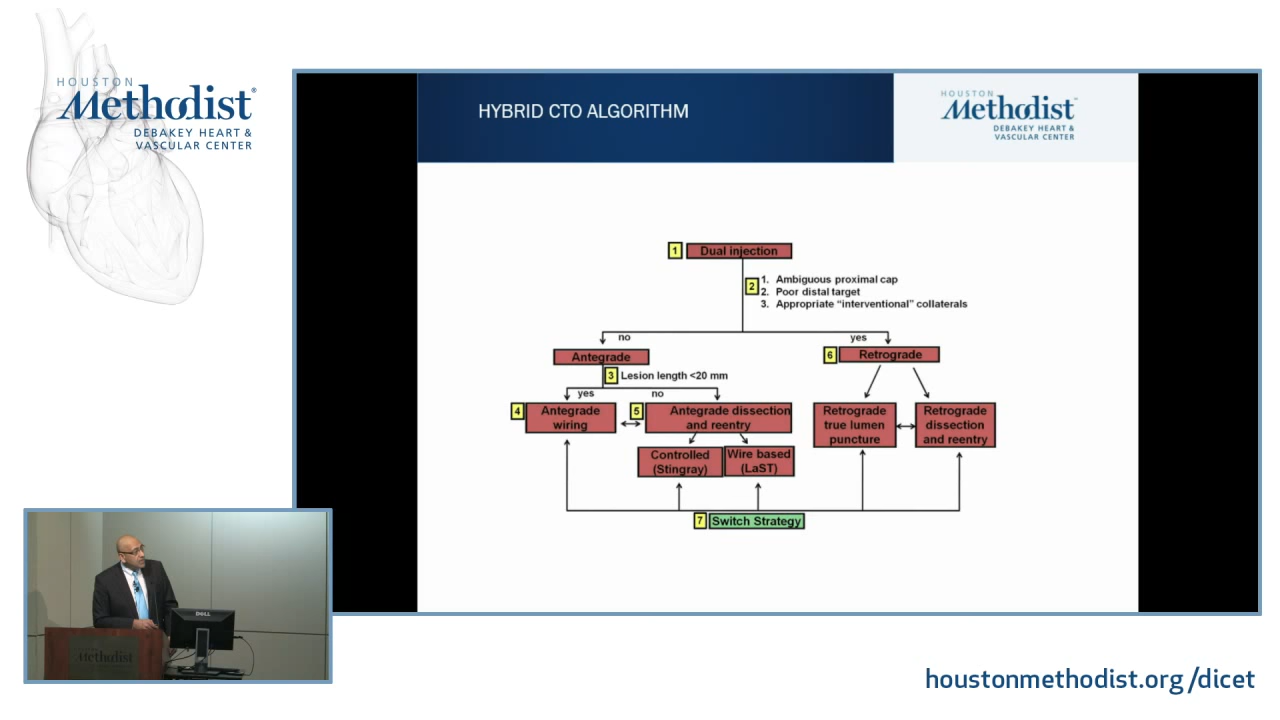 HOUSTON
Methodist®
DEBAKEY HEART &
VASCULAR CENTER
HYBRID CTO ALGORITHM
HOUSTON
Methodist
DEBAKEY HEART &
VASCULAR CENTER
1 Dual injection
2
1. Ambiguous proximal cap
2. Poor distal target
3. Appropriate “interventional” collaterals
no
yes
Antegrade
6 Retrograde
3 Lesion length <20 mm
yes
no
4 Antegrade
wiring
5 Antegrade dissection
and reentry
Retrograde
true lumen
puncture
Retrograde
dissection
and reentry
Controlled
(Stingray)
Wire based
(LaST)
7 Switch Strategy
DELL
Methodist
houstonmethodist.org/dicet